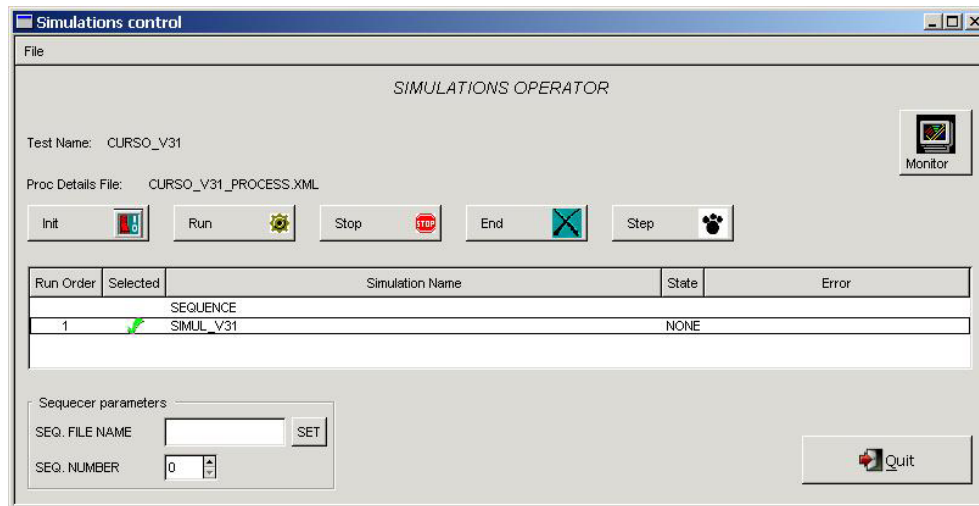 Simulations control
File
SIMULATIONS OPERATOR
Test Name: CURSO_V31
Monitor
Proc Details File: CURSO_V31_PROCESS.XML
Init Run STOP Stop End Step
Run Order Selected Simulation Name State Error
SEQUENCE
1 SIMUL_V31 NONE
Sequecer parameters
SEQ. FILE NAME SET
SEQ. NUMBER 0
Quit